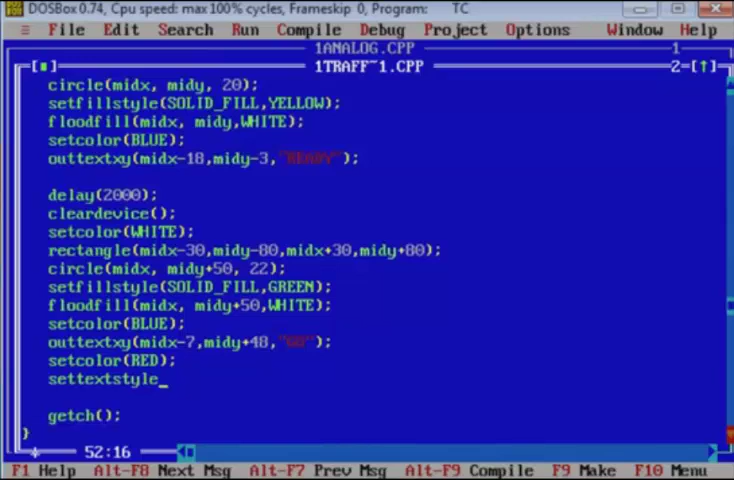 DOSBox 0.74, Cpu speed: max 100% cycles, Frameskip 0, Program: TC
≡ File Edit Search Run Compile Debug Project Options Window Help
1ANALOG.CPP 1
[■] 1TRAFF~1.CPP 2=[↑]
circle(midx, midy, 20);
setfillstyle(SOLID_FILL,YELLOW);
floodfill(midx, midy,WHITE);
setcolor(BLUE);
outtextxy(midx-18,midy-3,"READY");
delay(2000);
cleardevice();
setcolor(WHITE);
rectangle(midx-30,midy-80,midx+30,midy+80);
circle(midx, midy+50, 22);
setfillstyle(SOLID_FILL,GREEN);
floodfill(midx, midy+50,WHITE);
setcolor(BLUE);
outtextxy(midx-7,midy+48,"GO");
setcolor(RED);
settextstyle_
getch();
}
* 52:16
F1 Help Alt-F8 Next Msg Alt-F7 Prev Msg Alt-F9 Compile F9 Make F10 Menu